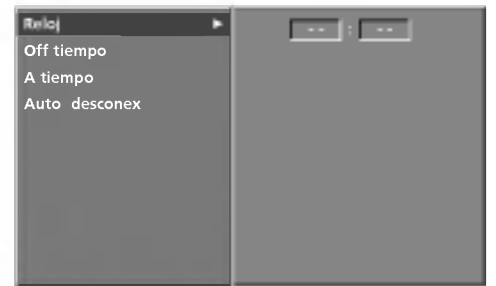 Reloj
-- : --
Off tiempo
A tiempo
Auto desconex